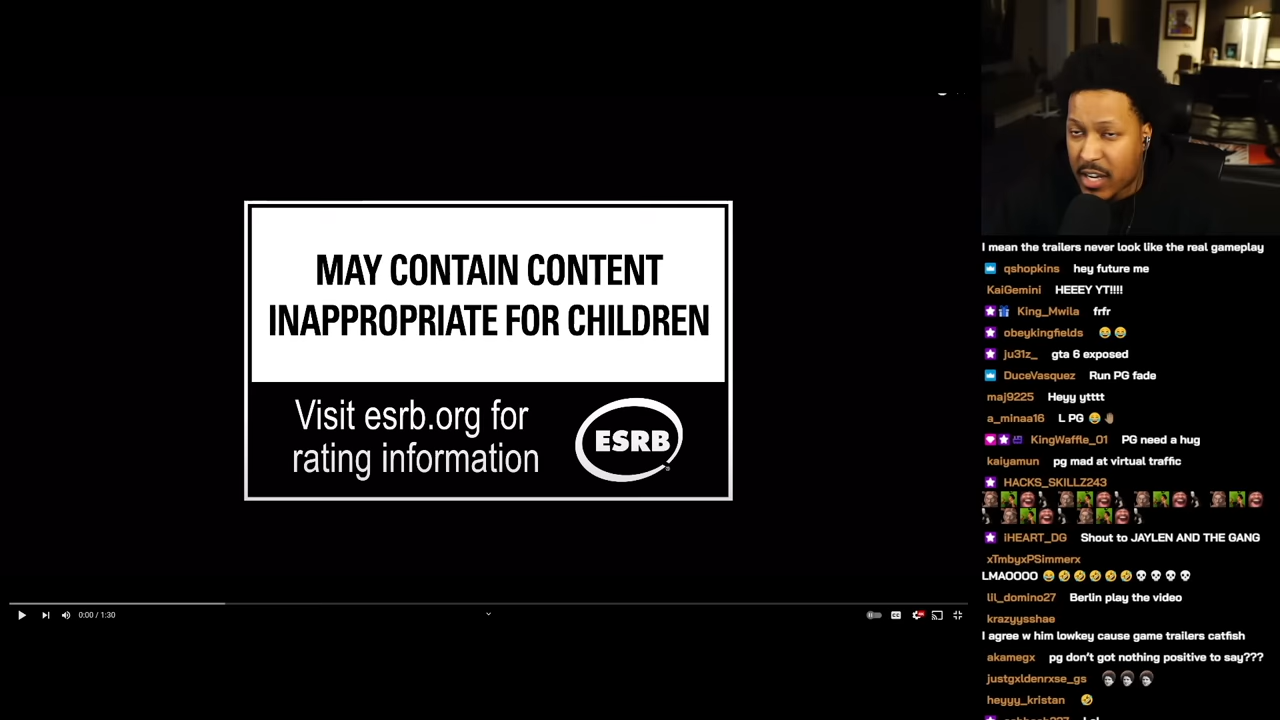 MAY CONTAIN CONTENT
INAPPROPRIATE FOR CHILDREN
Visit esrb.org for
rating information
ESRB
0:00 / 1:30
CC
I mean the trailers never look like the real gameplay
qshopkins hey future me
KaiGemini HEEEY YT!!!!
King_Mwila frfr
obeykingfields 😂 😂
ju31z_ gta 6 exposed
DuceVasquez Run PG fade
maj9225 Heyy ytttt
a_minaa16 L PG 😂🤚🏽
KingWaffle_01 PG need a hug
kaiyamun pg mad at virtual traffic
HACKS_SKILLZ243
iHEART_DG Shout to JAYLEN AND THE GANG
xTmbyxPSimmerx
LMAOOOO 😂🤣🤣🤣🤣🤣💀💀💀💀
lil_domino27 Berlin play the video
krazyysshae
I agree w him lowkey cause game trailers catfish
akamegx pg don't got nothing positive to say???
justgxldenrxse_gs
heyyy_kristan 🤣